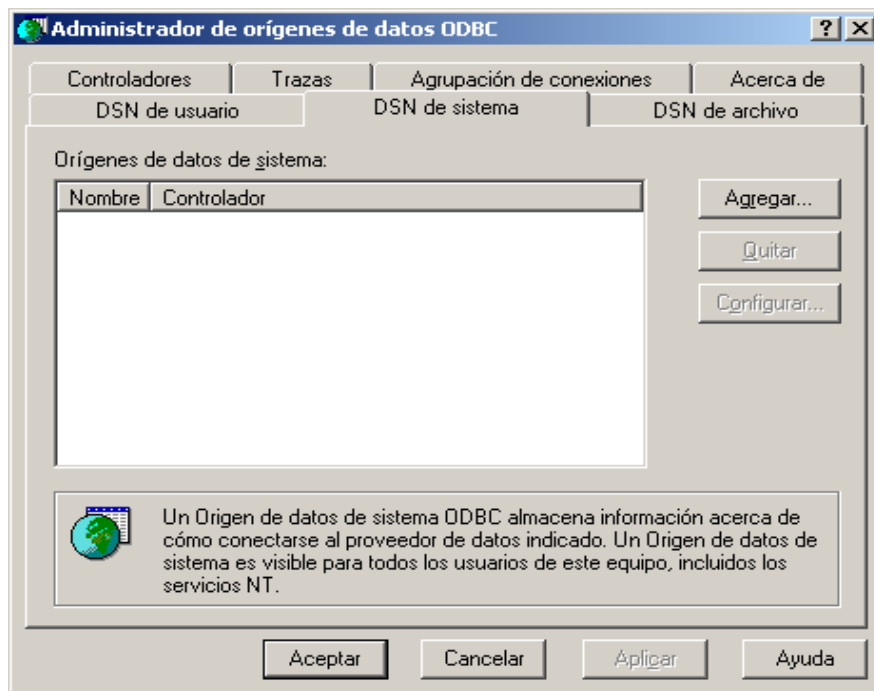 Administrador de orígenes de datos ODBC
Controladores
Trazas
Agrupación de conexiones
Acerca de
DSN de usuario
DSN de sistema
DSN de archivo
Orígenes de datos de sistema:
Nombre
Controlador
Agregar...
Quitar
Configurar...
Un Origen de datos de sistema ODBC almacena información acerca de
cómo conectarse al proveedor de datos indicado. Un Origen de datos de
sistema es visible para todos los usuarios de este equipo, incluidos los
servicios NT.
Aceptar
Cancelar
Aplicar
Ayuda